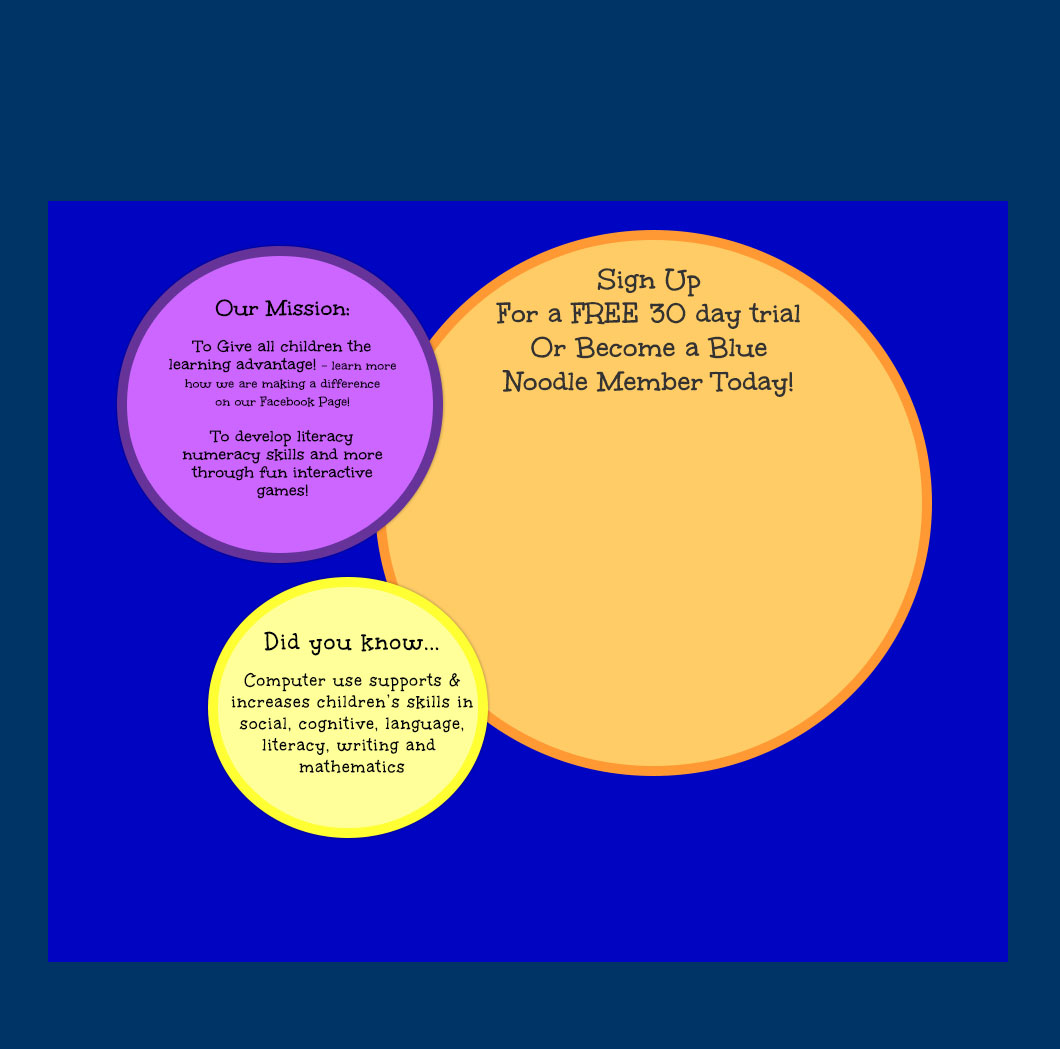 Our Mission:
To Give all children the
learning advantage! - learn more
how we are making a difference
on our Facebook Page!
To develop literacy
numeracy skills and more
through fun interactive
games!
Sign Up
For a FREE 30 day trial
Or Become a Blue
Noodle Member Today!
Did you know...
Computer use supports &
increases children's skills in
social, cognitive, language,
literacy, writing and
mathematics